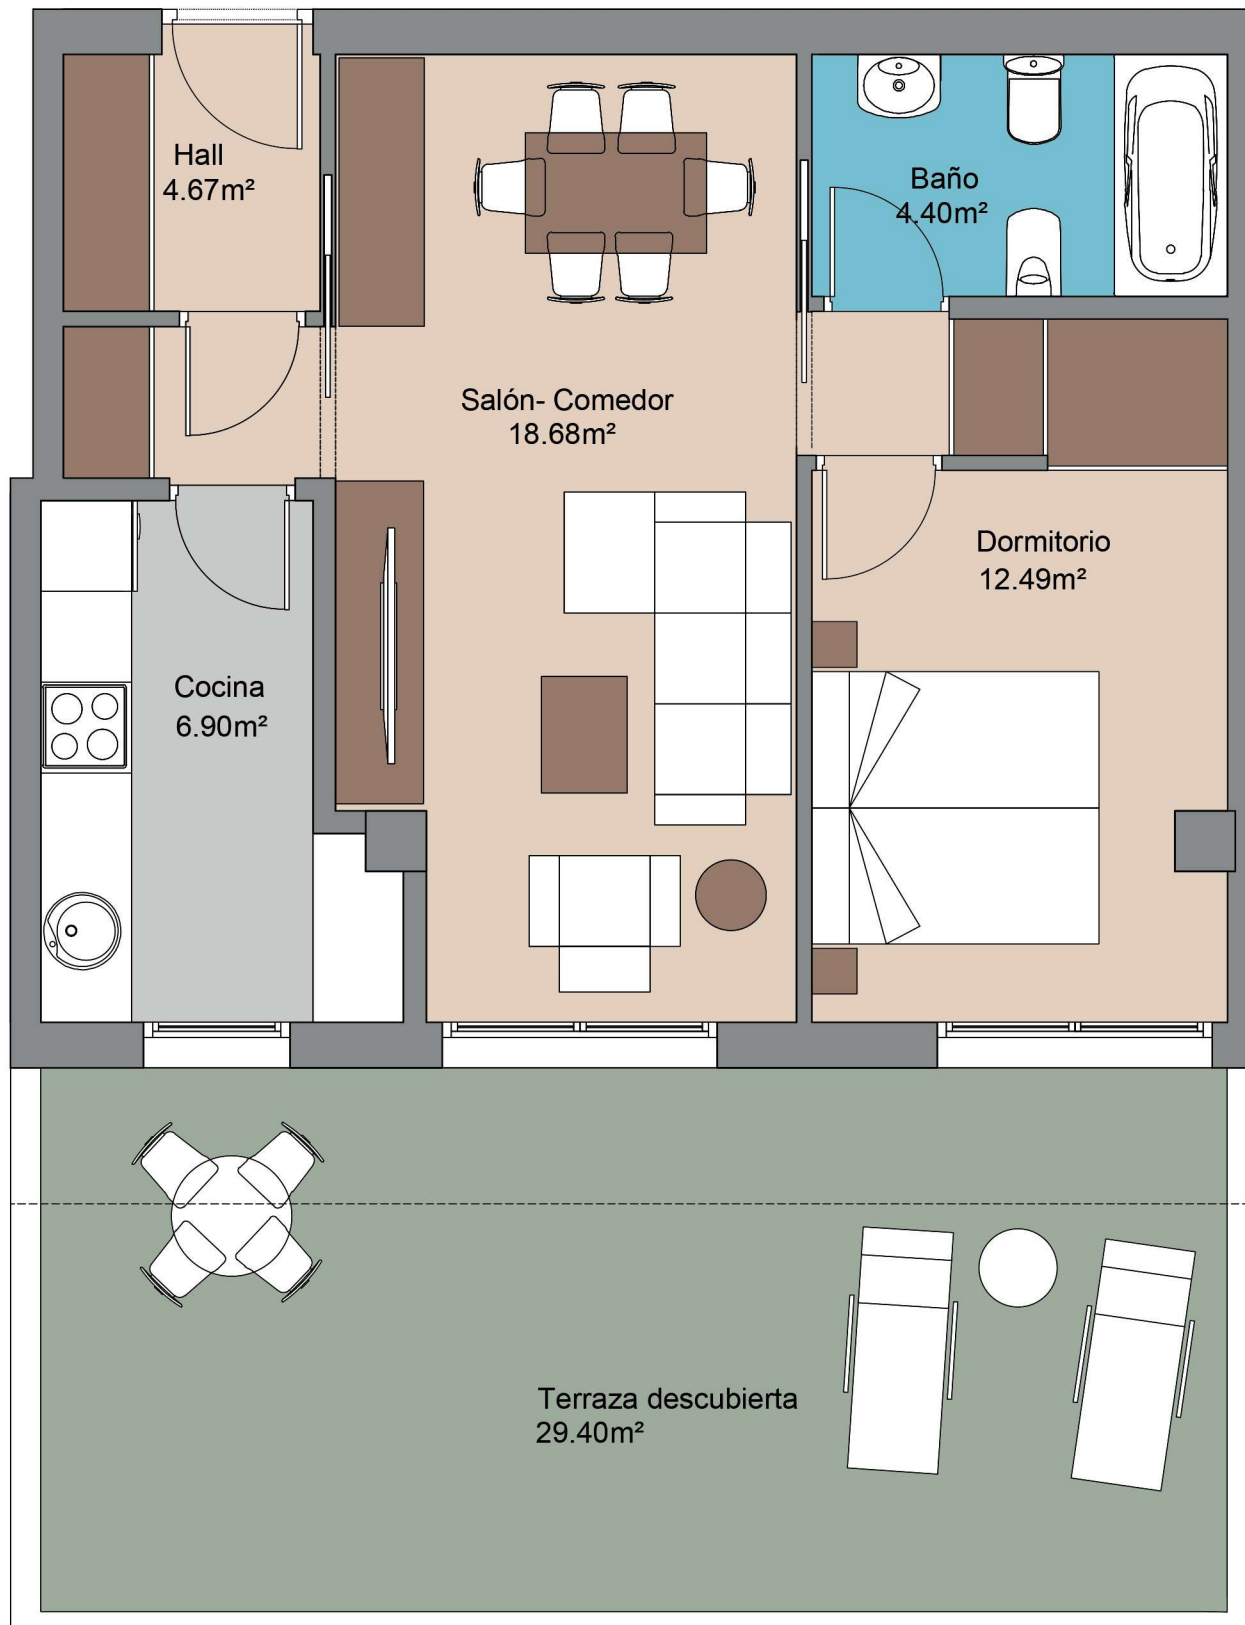 Hall
4.67m²
Baño
4.40m²
Salón- Comedor
18.68m²
Dormitorio
12.49m²
Cocina
6.90m²
Terraza descubierta
29.40m²